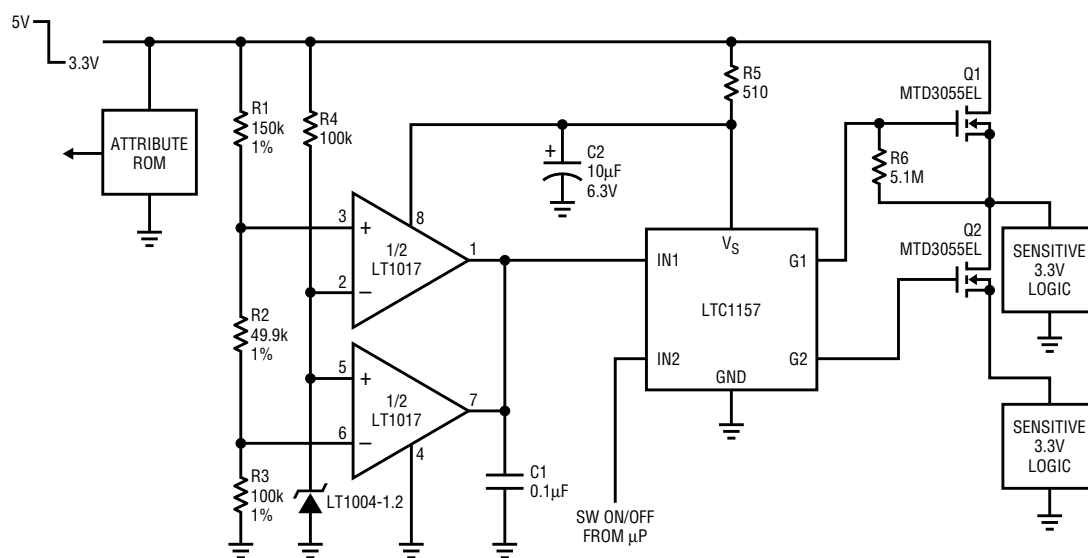 5V
3.3V
ATTRIBUTE
ROM
R1
150k
1%
R4
100k
R2
49.9k
1%
R3
100k
1%
LT1004-1.2
3
+
2
−
1/2
LT1017
8
1
5
+
6
−
1/2
LT1017
7
4
C1
0.1µF
+
C2
10µF
6.3V
R5
510
VS
IN1
G1
LTC1157
IN2
G2
GND
SW ON/OFF
FROM µP
R6
5.1M
Q1
MTD3055EL
Q2
MTD3055EL
SENSITIVE
3.3V
LOGIC
SENSITIVE
3.3V
LOGIC